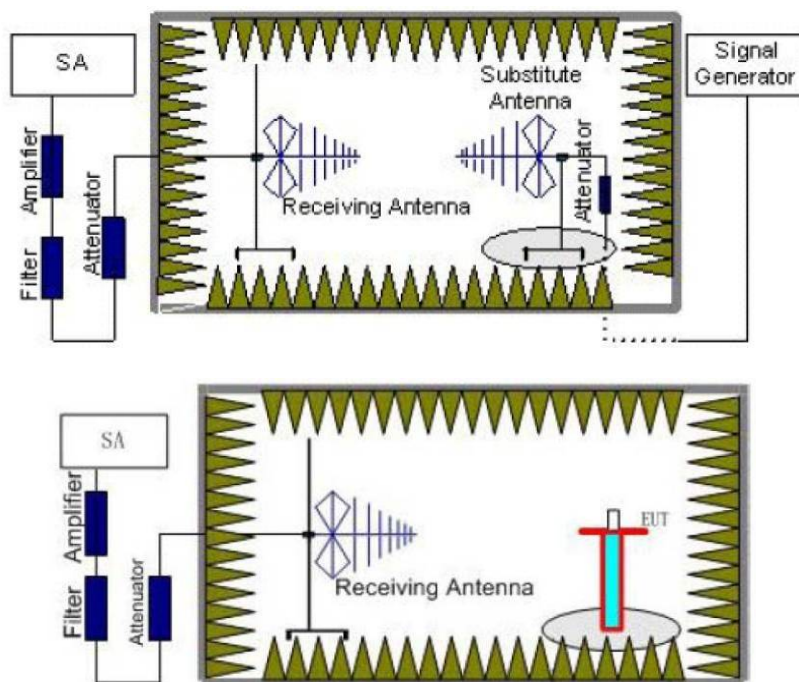 SA
Signal
Generator
Substitute
Antenna
Amplifier
Attenuator
Attenuator
Receiving Antenna
Filter
SA
Amplifier
EUT
Receiving Antenna
Filter
Attenuator